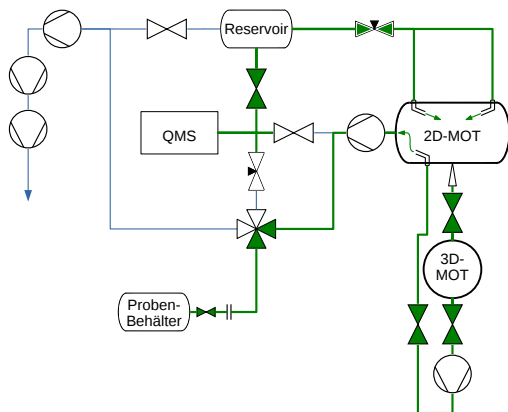 Reservoir
QMS
2D-MOT
3D-
MOT
Proben-
Behälter